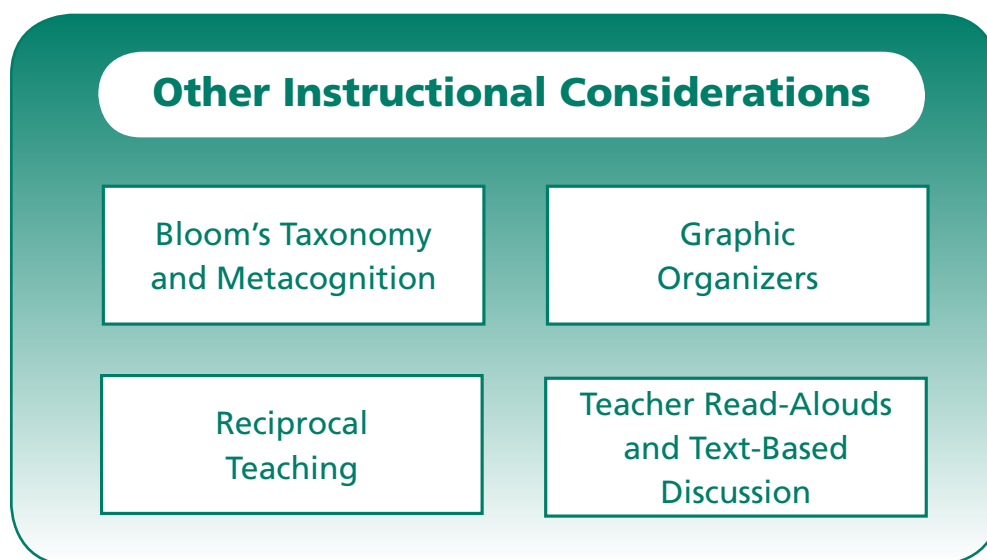 Other Instructional Considerations
Bloom’s Taxonomy
and Metacognition
Graphic
Organizers
Reciprocal
Teaching
Teacher Read-Alouds
and Text-Based
Discussion